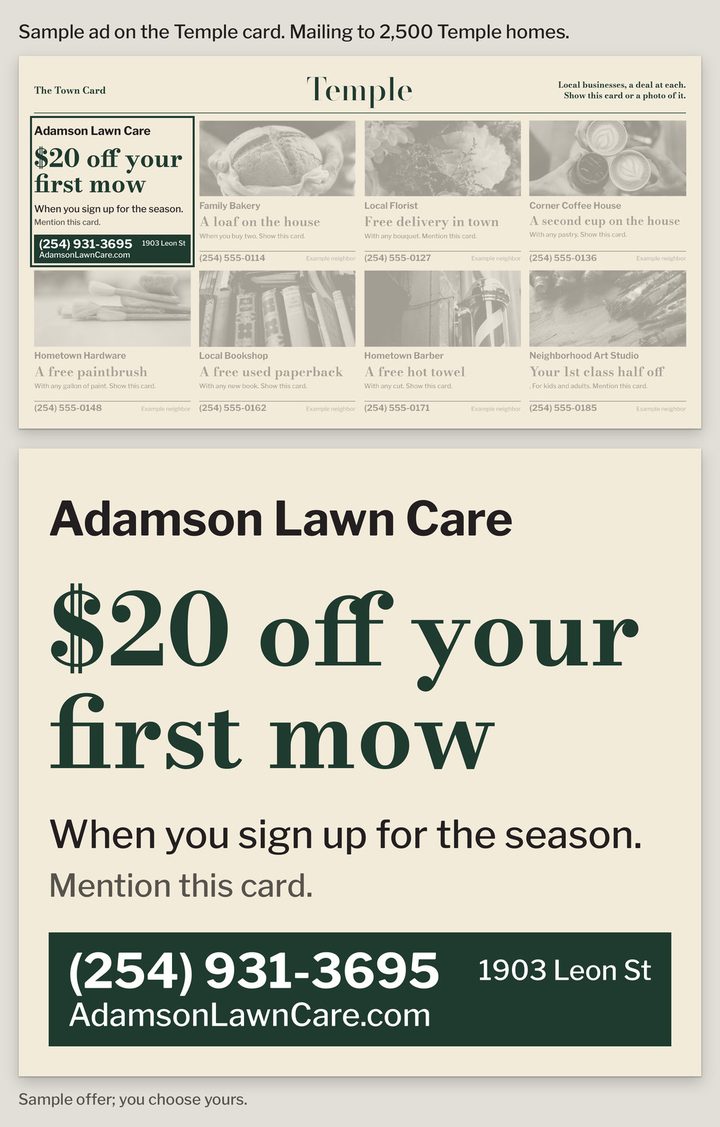 Sample ad on the Temple card. Mailing to 2,500 Temple homes.
The Town Card
Temple
Local businesses, a deal at each.
Show this card or a photo of it.
Adamson Lawn Care
$20 off your
first mow
When you sign up for the season.
Mention this card.
(254) 931-3695
1903 Leon St
AdamsonLawnCare.com
Family Bakery
A loaf on the house
When you buy two. Show this card.
(254) 555-0114
Example neighbor
Local Florist
Free delivery in town
With any bouquet. Mention this card.
(254) 555-0127
Example neighbor
Corner Coffee House
A second cup on the house
With any pastry. Show this card.
(254) 555-0136
Example neighbor
Hometown Hardware
A free paintbrush
With any gallon of paint. Show this card.
(254) 555-0148
Example neighbor
Local Bookshop
A free used paperback
With any new book. Show this card.
(254) 555-0162
Example neighbor
Hometown Barber
A free hot towel
With any cut. Show this card.
(254) 555-0171
Example neighbor
Neighborhood Art Studio
Your 1st class half off
For kids and adults. Mention this card.
(254) 555-0185
Example neighbor
Adamson Lawn Care
$20 off your
first mow
When you sign up for the season.
Mention this card.
(254) 931-3695
1903 Leon St
AdamsonLawnCare.com
Sample offer; you choose yours.